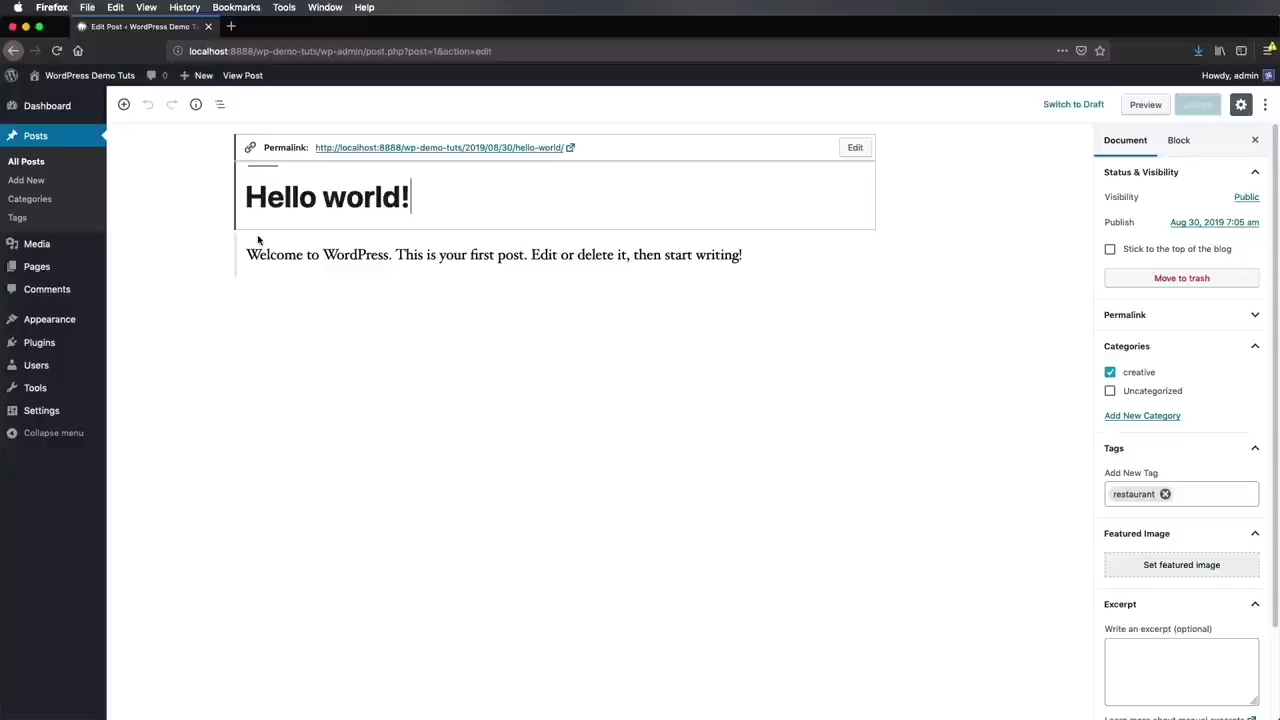 Firefox File Edit View History Bookmarks Tools Window Help
Edit Post ‹ WordPress Demo T
localhost:8888/wp-demo-tuts/wp-admin/post.php?post=1&action=edit
WordPress Demo Tuts 0 New View Post Howdy, admin
Dashboard
Posts
All Posts
Add New
Categories
Tags
Media
Pages
Comments
Appearance
Plugins
Users
Tools
Settings
Collapse menu
Switch to Draft Preview Update
Permalink: http://localhost:8888/wp-demo-tuts/2019/08/30/hello-world/ Edit
Hello world!
Welcome to WordPress. This is your first post. Edit or delete it, then start writing!
Document Block
Status & Visibility
Visibility Public
Publish Aug 30, 2019 7:05 am
Stick to the top of the blog
Move to trash
Permalink
Categories
creative
Uncategorized
Add New Category
Tags
Add New Tag
restaurant
Featured Image
Set featured image
Excerpt
Write an excerpt (optional)
Learn more about manual excerpts